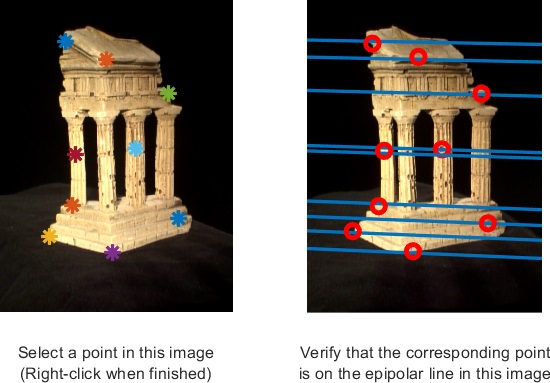 Select a point in this image
(Right-click when finished)
Verify that the corresponding point
is on the epipolar line in this image